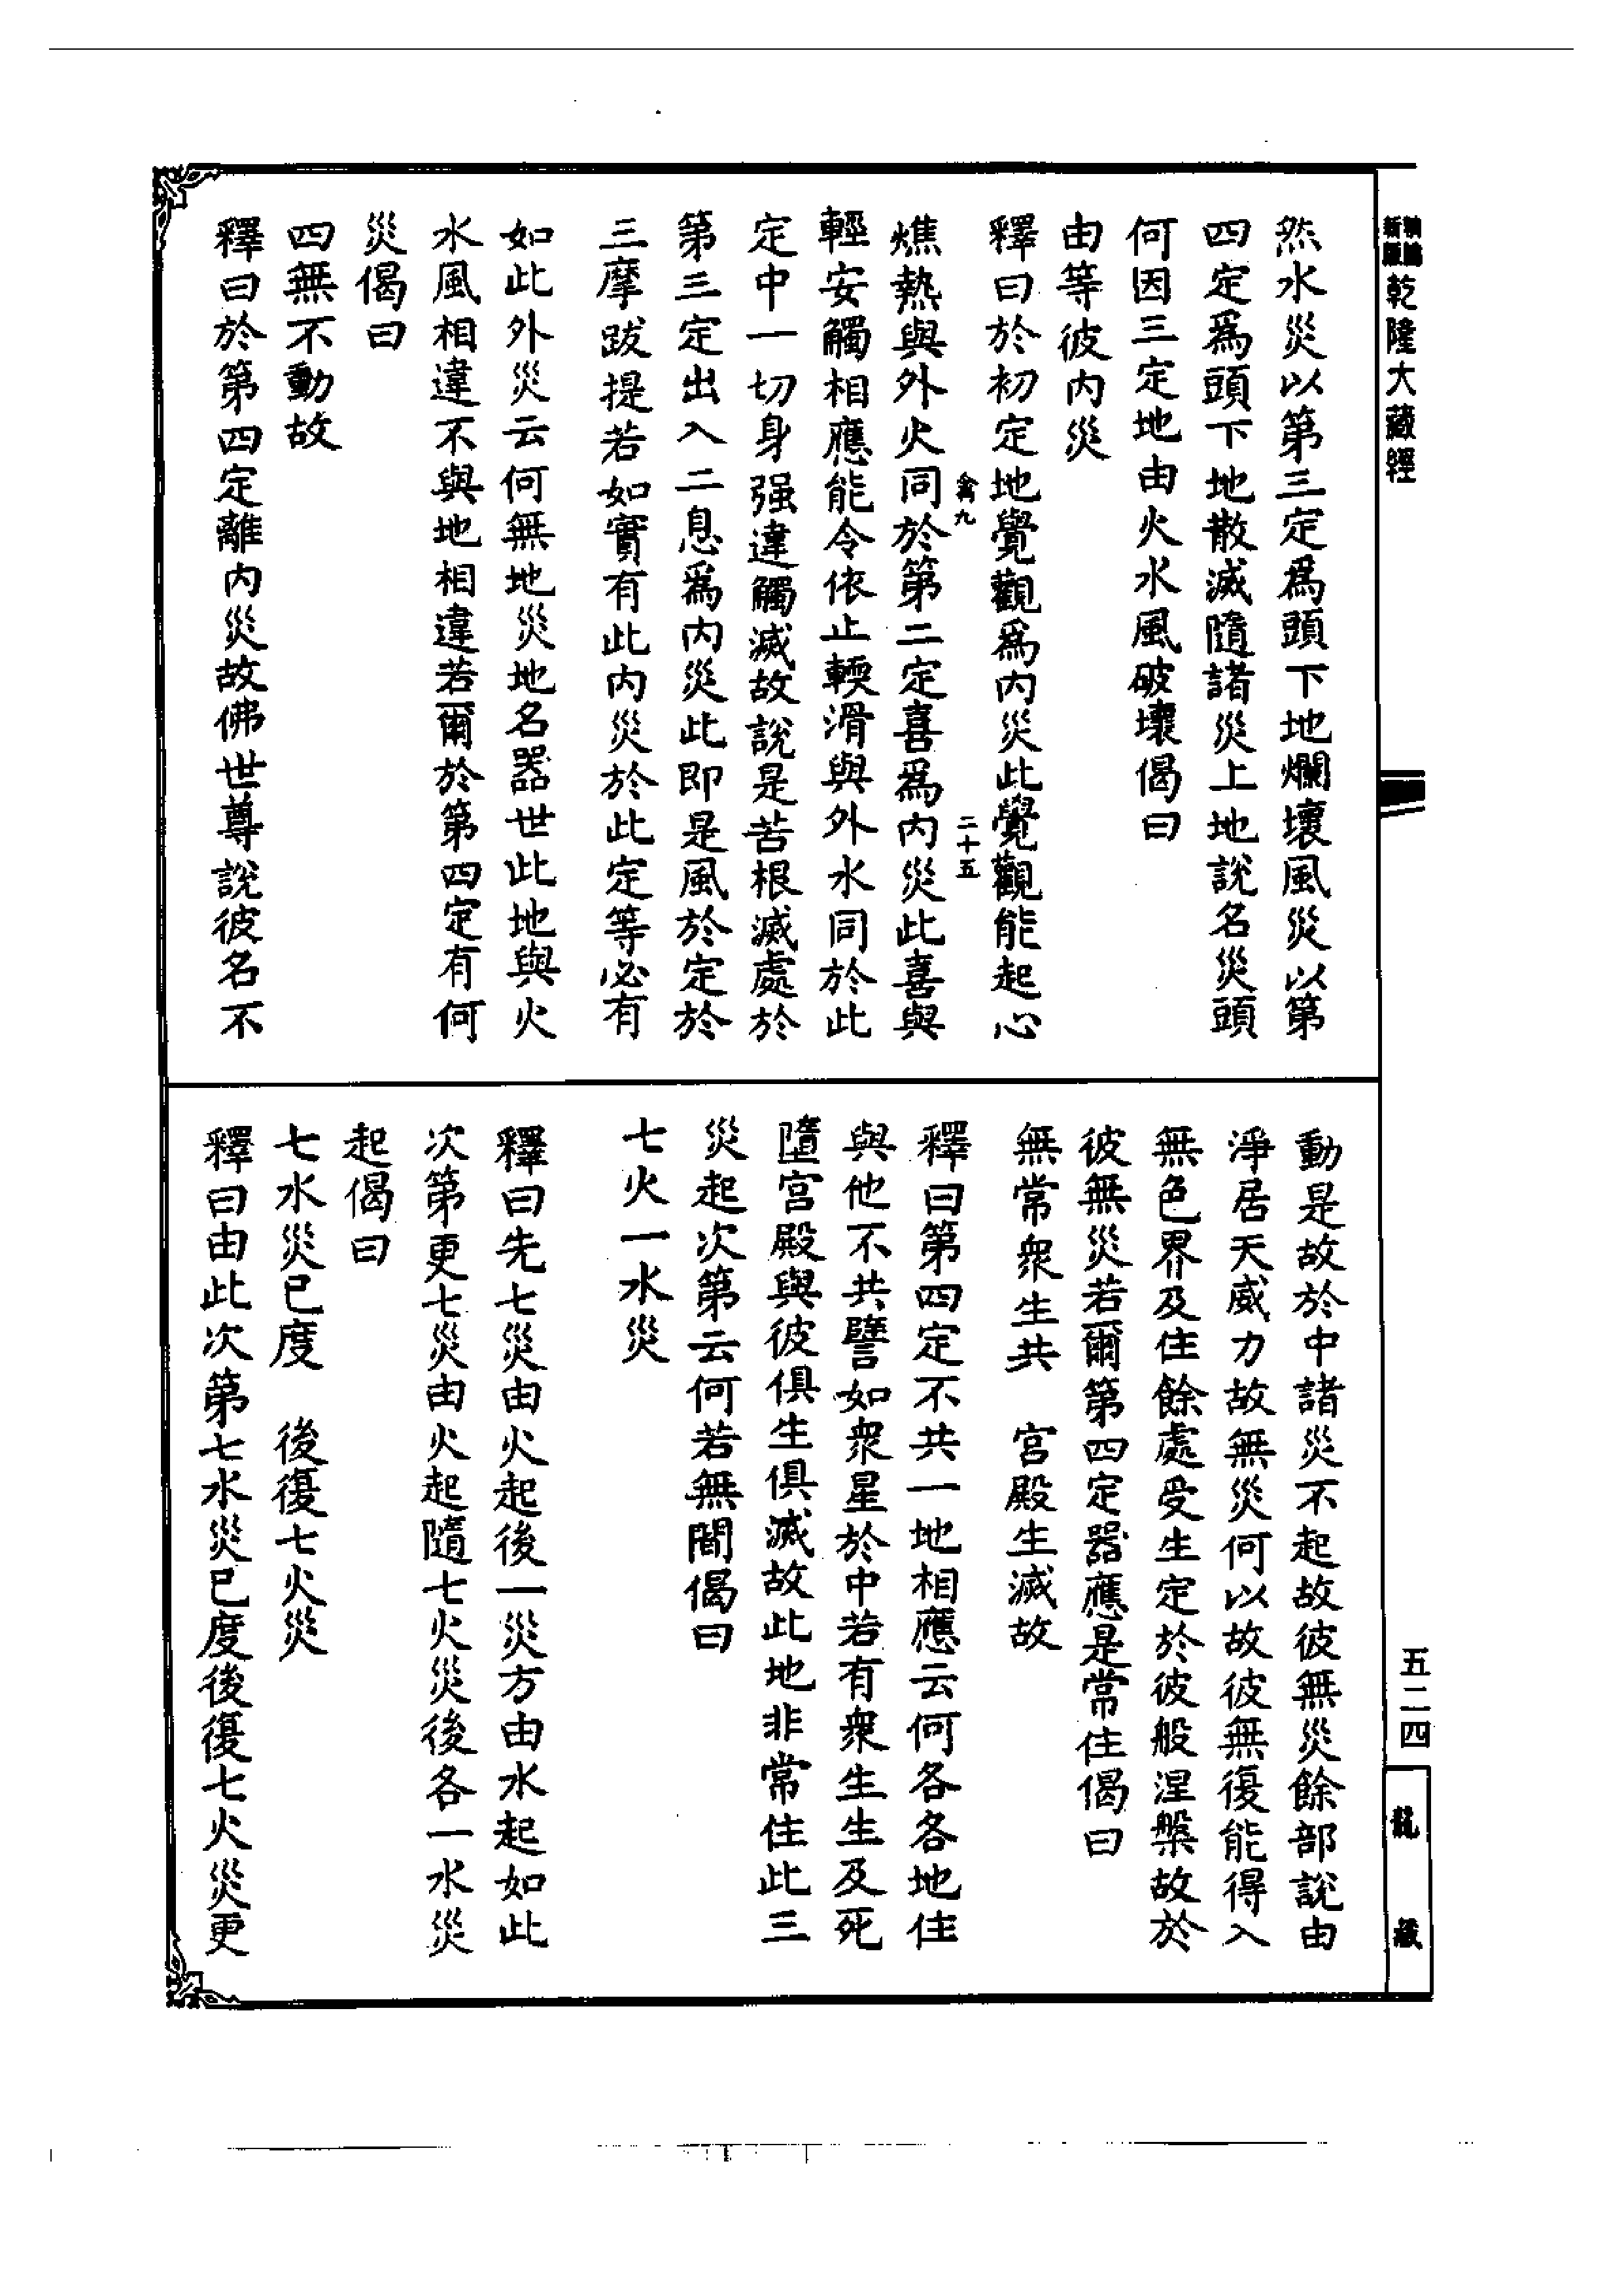 乾隆大藏經
五二四
龍藏
然水災以第三定爲頭下地爛壞風災以第
四定爲頭下地散滅隨諸災上地說名災頭
何因三定地由火水風破壞偈曰
由等彼内災
釋曰於初定地覺觀爲内災此覺觀能起心
禽九
二十五
燋熱與外火同於第二定喜爲内災此喜與
輕安觸相應能令依止輭滑與外水同於此
定中一切身强違觸滅故說是苦根滅處於
第三定出入二息爲内災此即是風於定於
三摩跋提若如實有此内災於此定等必有
如此外災云何無地災地名器世此地與火
水風相違不與地相違若爾於第四定有何
災偈曰
四無不動故
釋曰於第四定離内災故佛世尊說彼名不
動是故於中諸災不起故彼無災餘部說由
淨居天威力故無災何以故彼無復能得入
無色界及住餘處受生定於彼般涅槃故於
彼無災若爾第四定器應是常住偈曰
無常衆生共　宮殿生滅故
釋曰第四定不共一地相應云何各各地住
與他不共譬如衆星於中若有衆生生及死
墮宮殿與彼俱生俱滅故此地非常住此三
災起次第云何若無間偈曰
七火一水災
釋曰先七災由火起後一災方由水起如此
次第更七災由火起隨七火災後各一水災
起偈曰
七水災已度　後復七火災
釋曰由此次第七水災已度後復七火災更